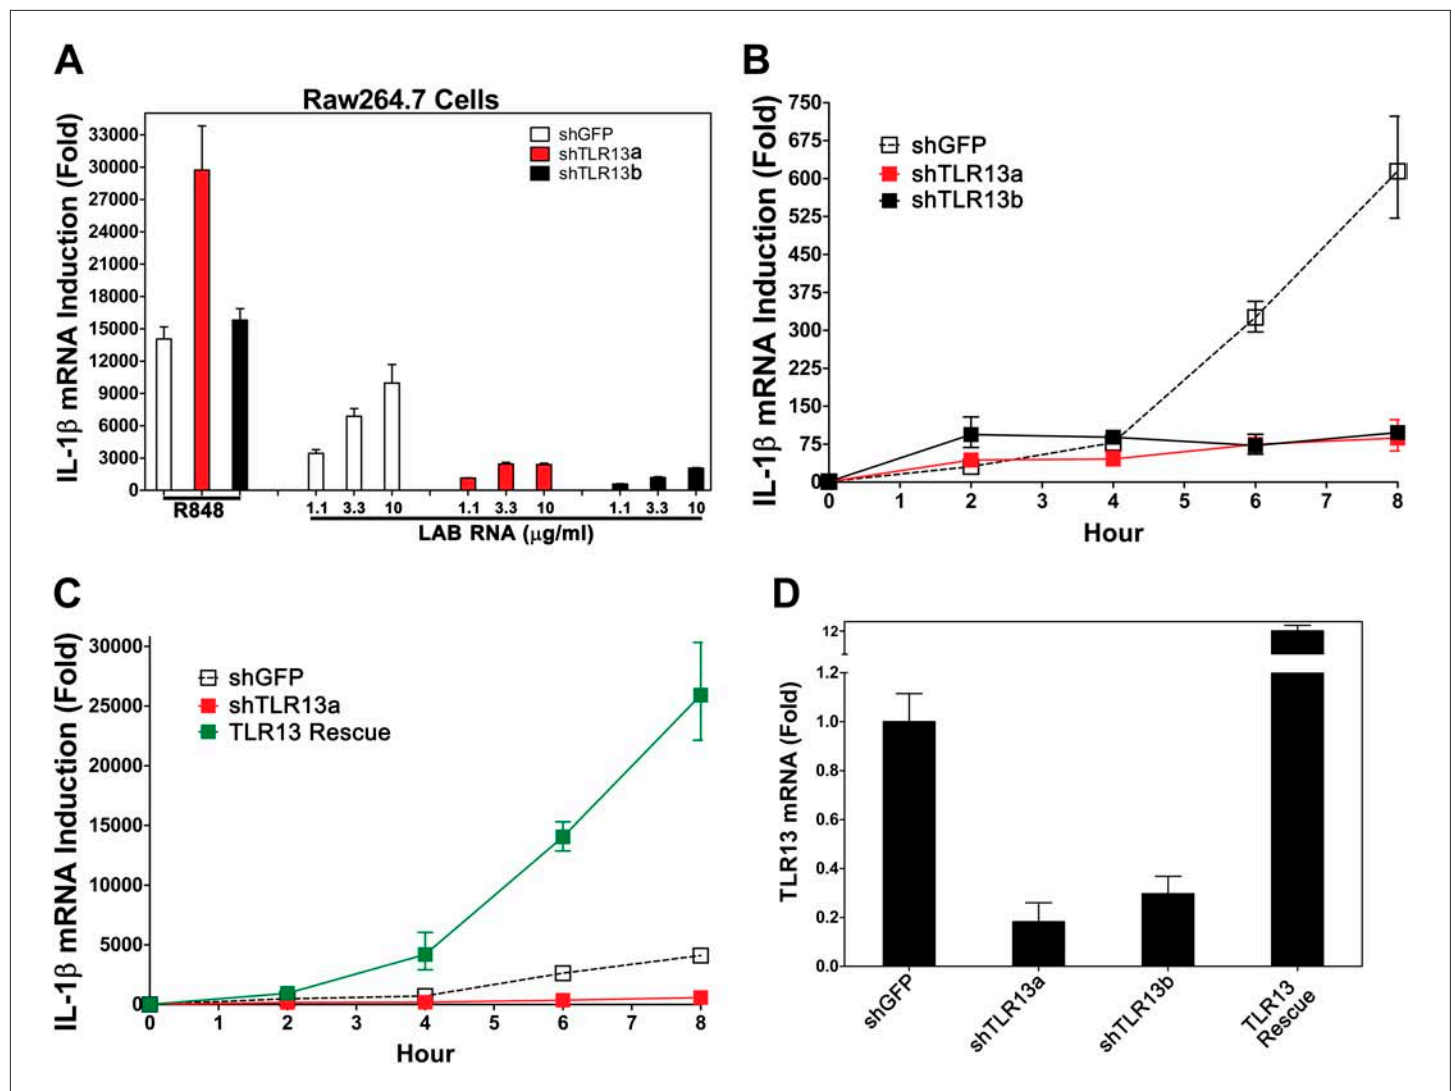 A
Raw264.7 Cells
IL-1β mRNA Induction (Fold)
33000
30000
27000
24000
21000
18000
15000
12000
9000
6000
3000
0
shGFP
shTLR13a
shTLR13b
R848
1.1 3.3 10 1.1 3.3 10 1.1 3.3 10
LAB RNA (μg/ml)
B
IL-1β mRNA Induction (Fold)
750
675
600
525
450
375
300
225
150
75
0
shGFP
shTLR13a
shTLR13b
0 1 2 3 4 5 6 7 8
Hour
C
IL-1β mRNA Induction (Fold)
30000
25000
20000
15000
10000
5000
0
shGFP
shTLR13a
TLR13 Rescue
0 1 2 3 4 5 6 7 8
Hour
D
TLR13 mRNA (Fold)
12
1.2
1.0
0.8
0.6
0.4
0.2
0.0
shGFP
shTLR13a
shTLR13b
TLR13
Rescue